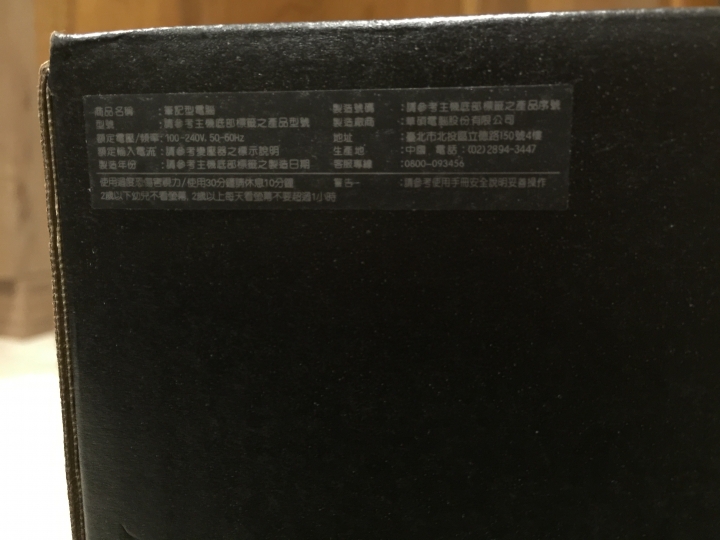 商品名稱 : 筆記型電腦
型號 : 請參考主機底部標籤之產品型號
額定電壓/頻率: 100-240V, 50-60Hz
額定輸入電流 : 請參考變壓器之標示說明
製造年份 : 請參考主機底部標籤之製造日期
製造號碼 : 請參考主機底部標籤之產品序號
製造廠商 : 華碩電腦股份有限公司
地址 : 臺北市北投區立德路150號4樓
生產地 : 中國 電話 : (02)2894-3447
客服專線 : 0800-093456
使用過度恐傷害視力/使用30分鐘請休息10分鐘
2歲以下幼兒不看螢幕, 2歲以上每天看螢幕不要超過1小時
警告- : 請參考使用手冊安全說明妥善操作